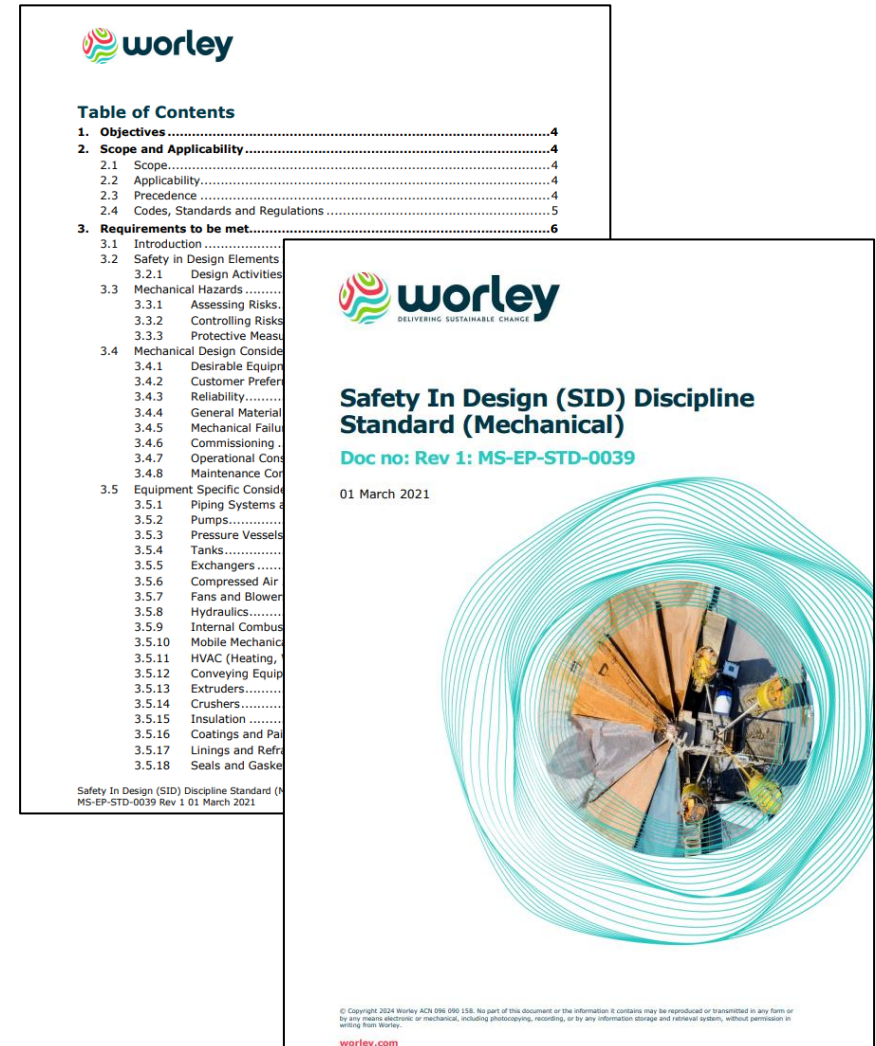 worley
Table of Contents
1. Objectives ..........4
2. Scope and Applicability ..........4
2.1 Scope ..........4
2.2 Applicability ..........4
2.3 Precedence ..........4
2.4 Codes, Standards and Regulations ..........5
3. Requirements to be met ..........6
3.1 Introduction ..........
3.2 Safety in Design Elements
3.2.1 Design Activities
3.3 Mechanical Hazards ..........
3.3.1 Assessing Risks..
3.3.2 Controlling Risks
3.3.3 Protective Measu
3.4 Mechanical Design Conside
3.4.1 Desirable Equipn
3.4.2 Customer Prefer
3.4.3 Reliability ..........
3.4.4 General Material
3.4.5 Mechanical Failu
3.4.6 Commissioning ..
3.4.7 Operational Cons
3.4.8 Maintenance Cor
3.5 Equipment Specific Conside
3.5.1 Piping Systems a
3.5.2 Pumps ..........
3.5.3 Pressure Vessels
3.5.4 Tanks ..........
3.5.5 Exchangers ......
3.5.6 Compressed Air
3.5.7 Fans and Blower
3.5.8 Hydraulics ........
3.5.9 Internal Combus
3.5.10 Mobile Mechanica
3.5.11 HVAC (Heating, V
3.5.12 Conveying Equip
3.5.13 Extruders ........
3.5.14 Crushers ........
3.5.15 Insulation .......
3.5.16 Coatings and Pai
3.5.17 Linings and Refra
3.5.18 Seals and Gaske
Safety In Design (SID) Discipline Standard (M
MS-EP-STD-0039 Rev 1 01 March 2021
worley
DELIVERING SUSTAINABLE CHANGE
Safety In Design (SID) Discipline
Standard (Mechanical)
Doc no: Rev 1: MS-EP-STD-0039
01 March 2021
© Copyright 2024 Worley ACN 096 090 158. No part of this document or the information it contains may be reproduced or transmitted in any form or
by any means electronic or mechanical, including photocopying, recording, or by any information storage and retrieval system, without permission in
writing from Worley.
worley.com